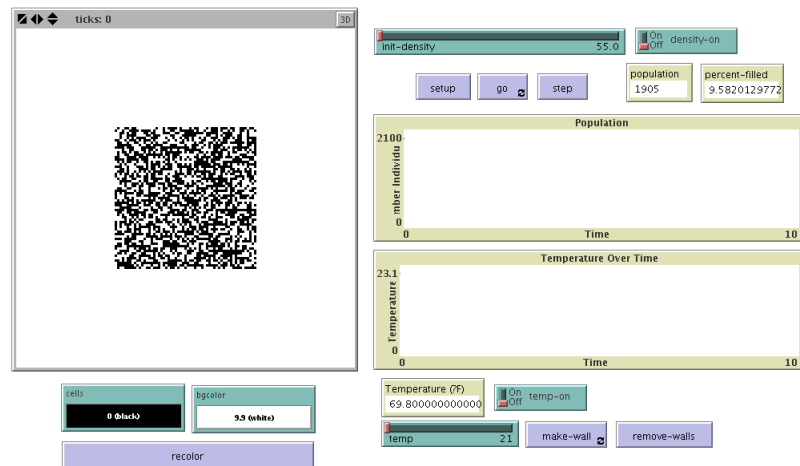 ticks: 0
3D
init-density 55.0
On
Off
density-on
setup
go
step
population
1905
percent-filled
9.5820129772
Population
2100
mber Individu
0
0
Time
10
Temperature Over Time
23.1
Temperature
0
0
Time
10
cells
0 (black)
bgcolor
9.9 (white)
recolor
Temperature (?F)
69.800000000000
On
Off
temp-on
temp 21
make-wall
remove-walls